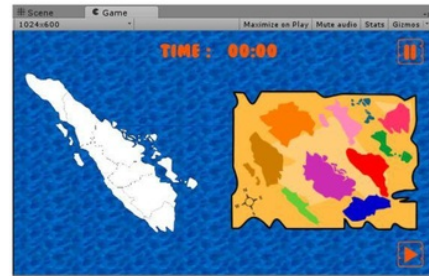 Scene Game
1024x600 Maximize on Play Mute audio Stats Gizmos
TIME : 00:00